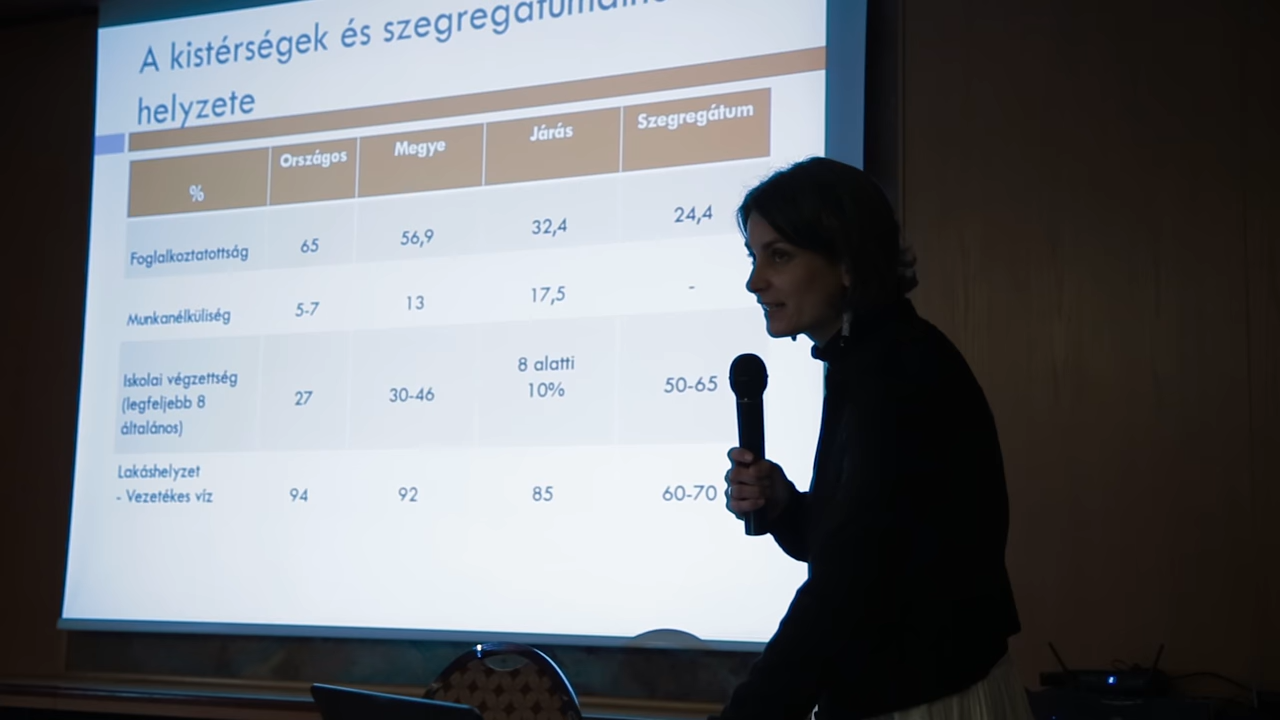 A kistérségek és
helyzete
% Országos Megye Járás Szegregátum
Foglalkoztatottság 65 56,9 32,4 24,4
Munkanélküliség 5-7 13 17,5 -
Iskolai végzettség
(legfeljebb 8
általános)
27 30-46
8 alatti
10%
50-65
Lakáshelyzet
- Vezetékes víz 94 92 85 60-70